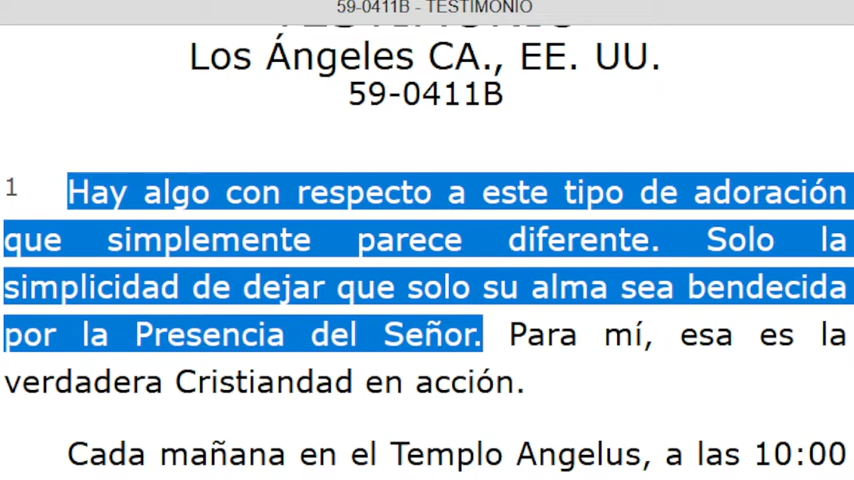 59-0411B - TESTIMONIO
TESTIMONIO
Los Ángeles CA., EE. UU.
59-0411B
1 Hay algo con respecto a este tipo de adoración
que simplemente parece diferente. Solo la
simplicidad de dejar que solo su alma sea bendecida
por la Presencia del Señor. Para mí, esa es la
verdadera Cristiandad en acción.
Cada mañana en el Templo Angelus, a las 10:00